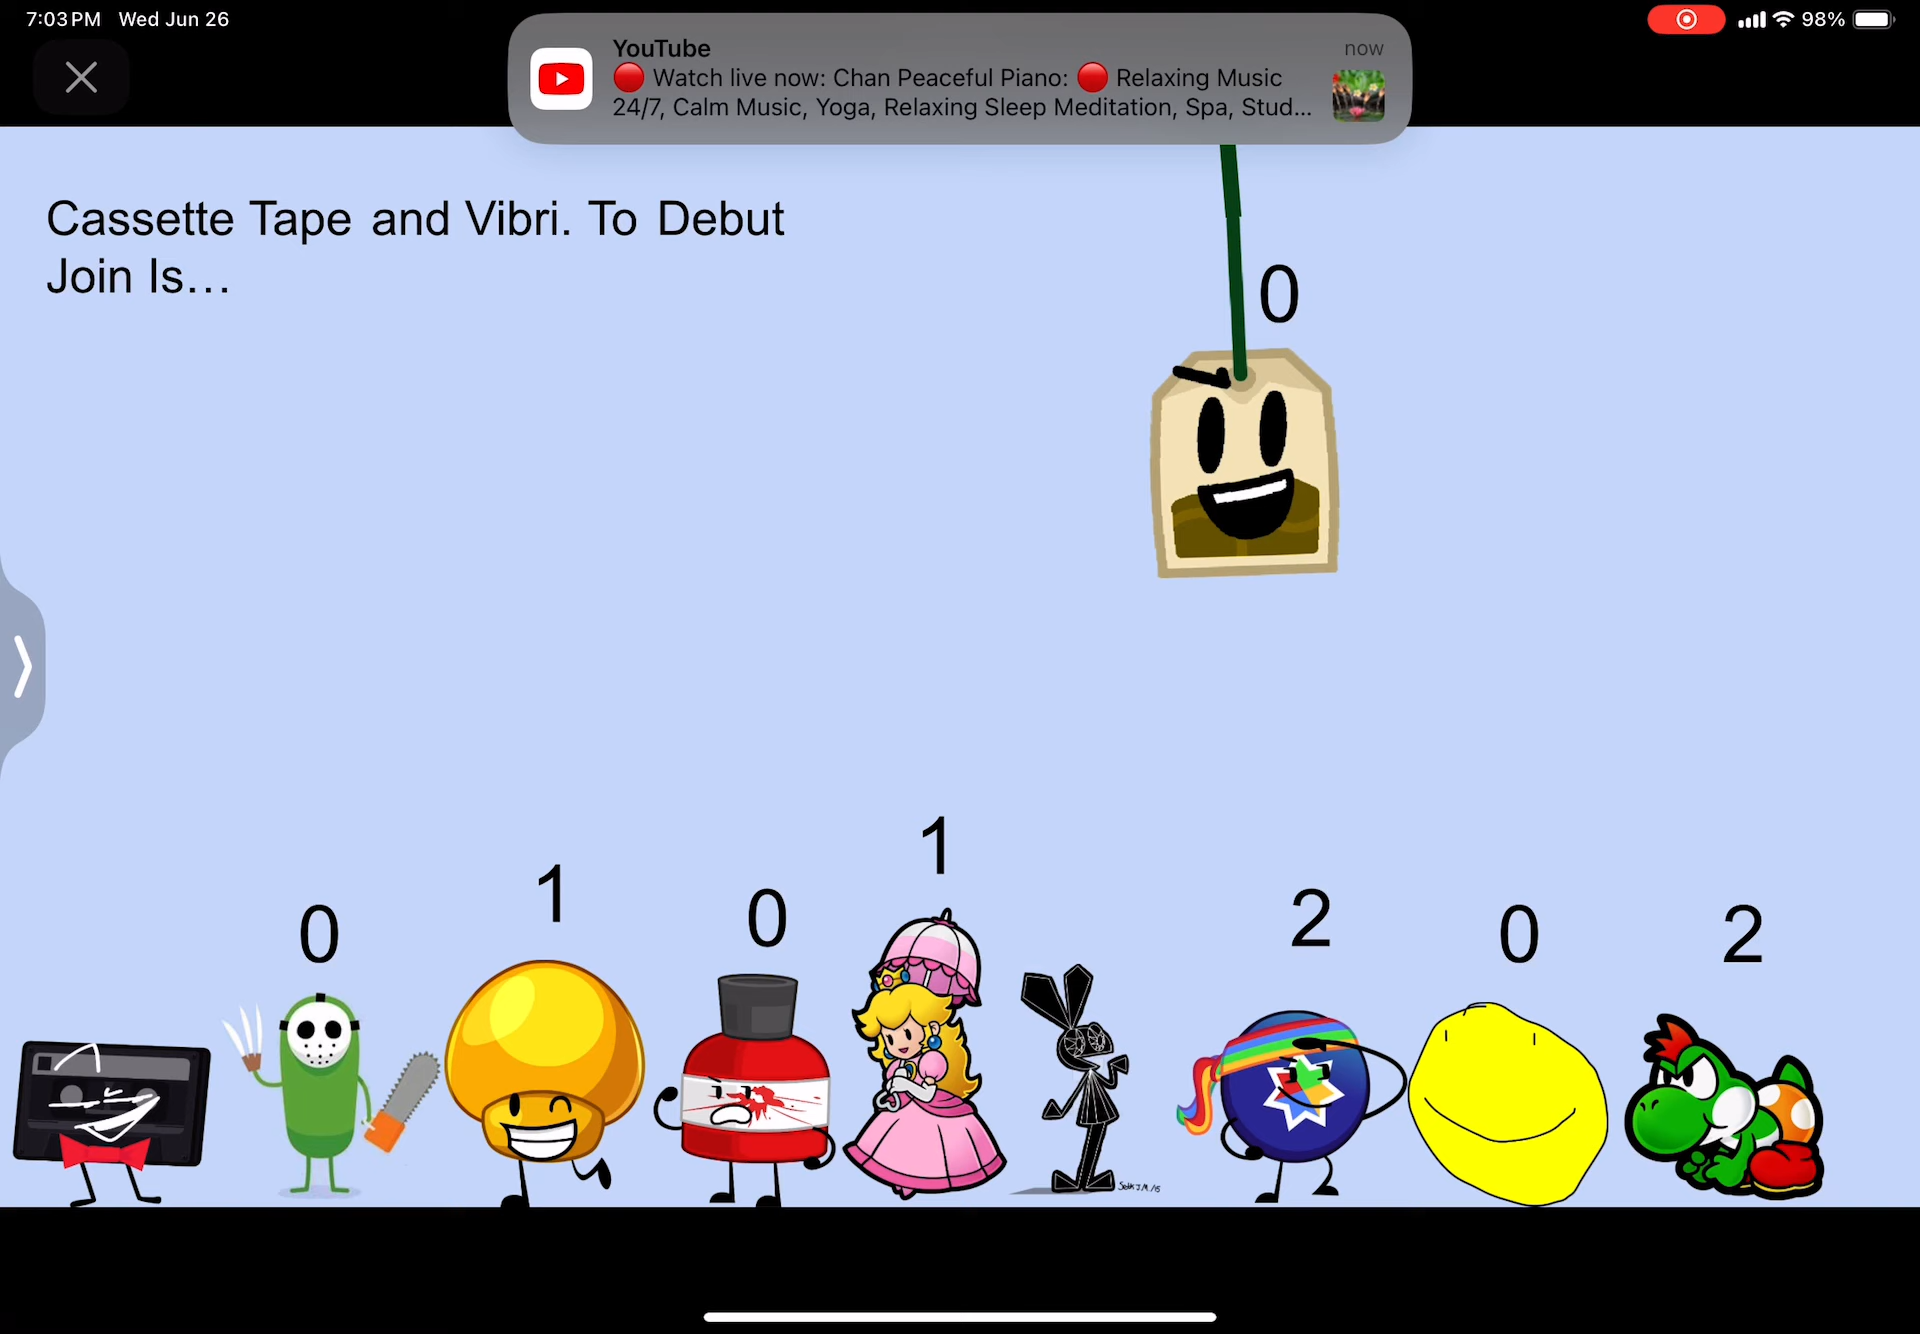 7:03 PM Wed Jun 26
98%
YouTube
now
🔴 Watch live now: Chan Peaceful Piano: 🔴 Relaxing Music
24/7, Calm Music, Yoga, Relaxing Sleep Meditation, Spa, Stud...
Cassette Tape and Vibri. To Debut
Join Is...
0
1
1
0
2
0
0
2